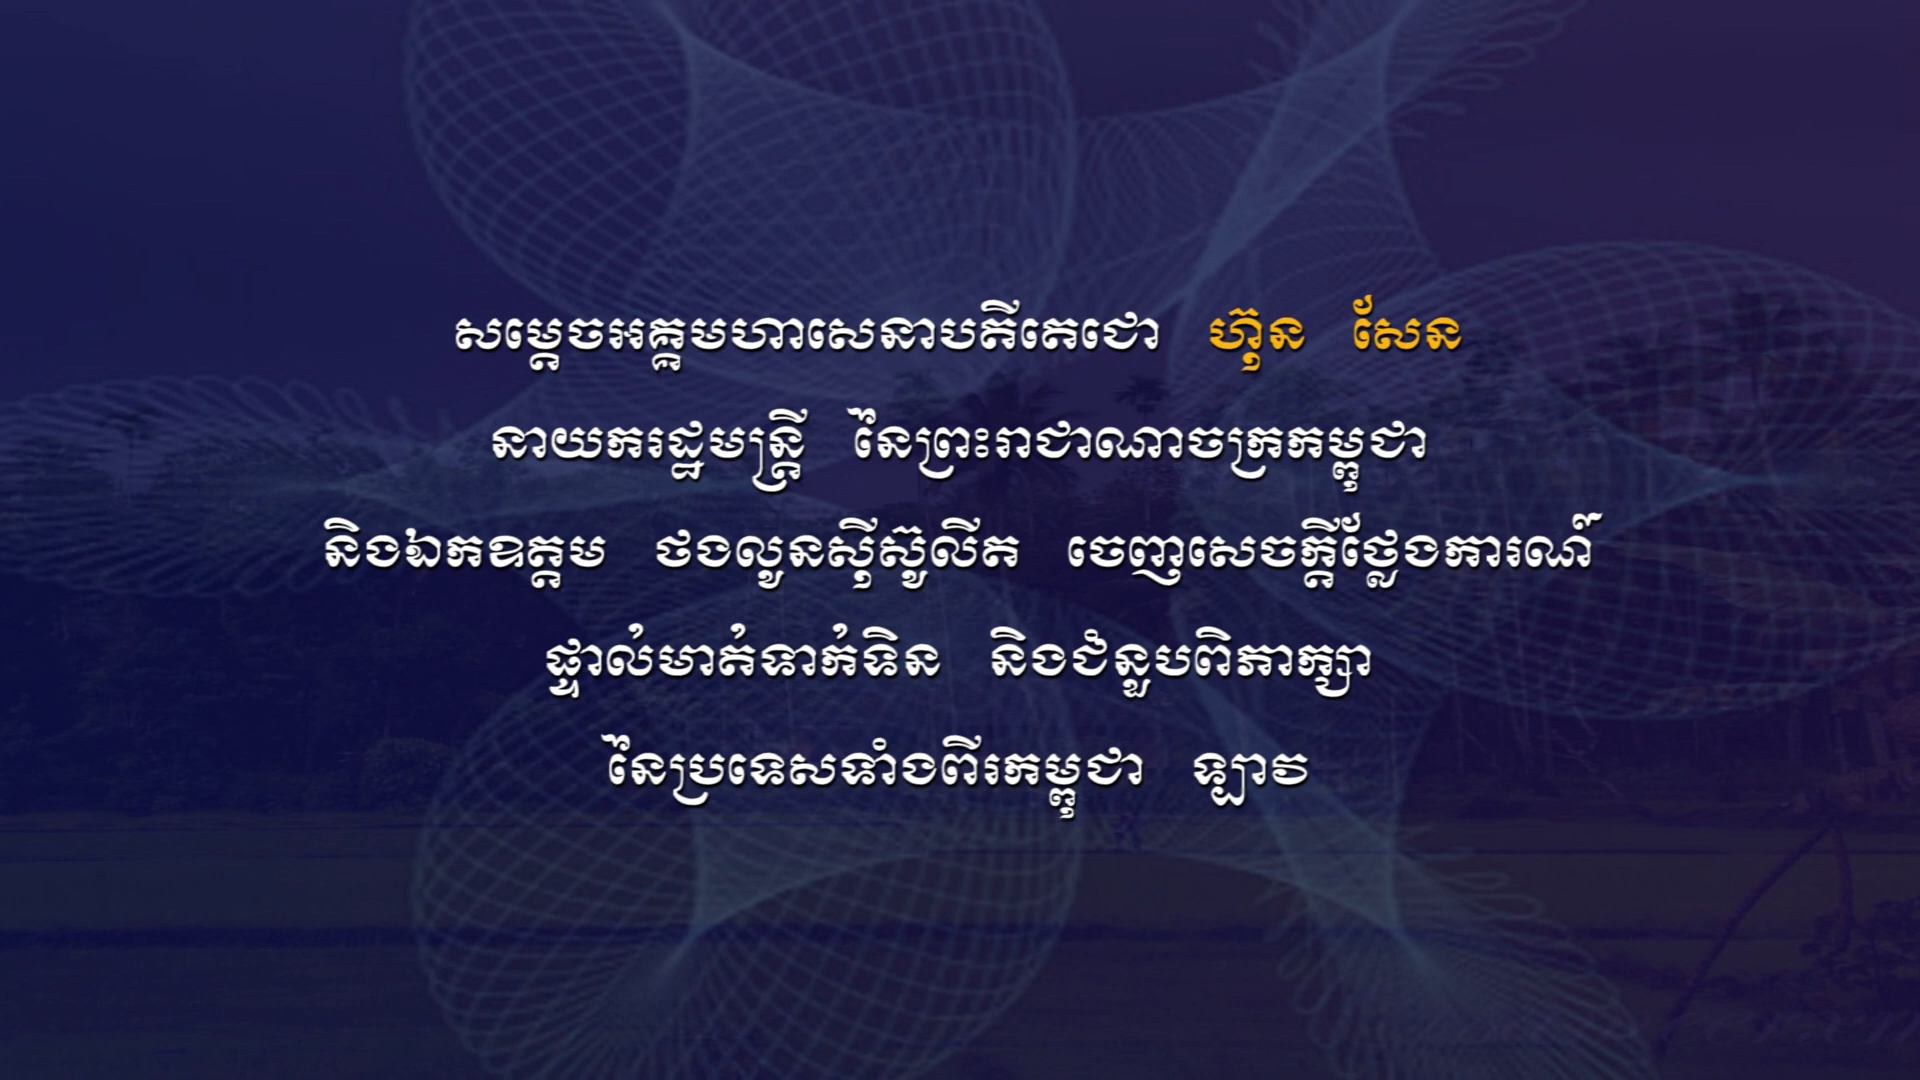 សម្តេចអគ្គមហាសេនាបតីតេជោ ហ៊ុន សែន
នាយករដ្ឋមន្ត្រី នៃព្រះរាជាណាចក្រកម្ពុជា
និងឯកឧត្តម ថងលូនស៊ីស៊ូលីត ចេញសេចក្តីថ្លែងការណ៍
ផ្ទាល់មាត់ទាក់ទិន និងជំនួបពិភាក្សា
នៃប្រទេសទាំងពីរកម្ពុជា ឡាវ